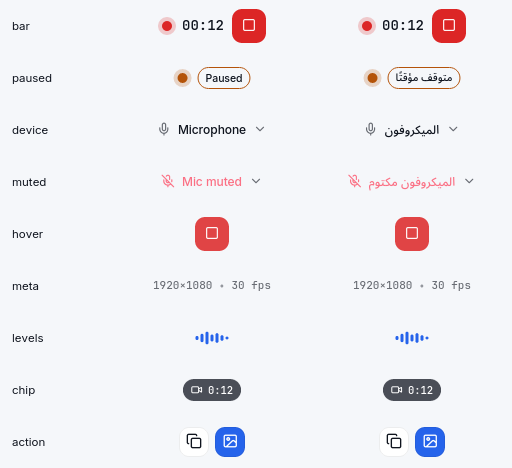 bar 00:12 00:12
paused Paused متوقف مؤقتًا
device Microphone الميكروفون
muted Mic muted الميكروفون مكتوم
hover
meta 1920×1080 • 30 fps 1920×1080 • 30 fps
levels
chip 0:12 0:12
action